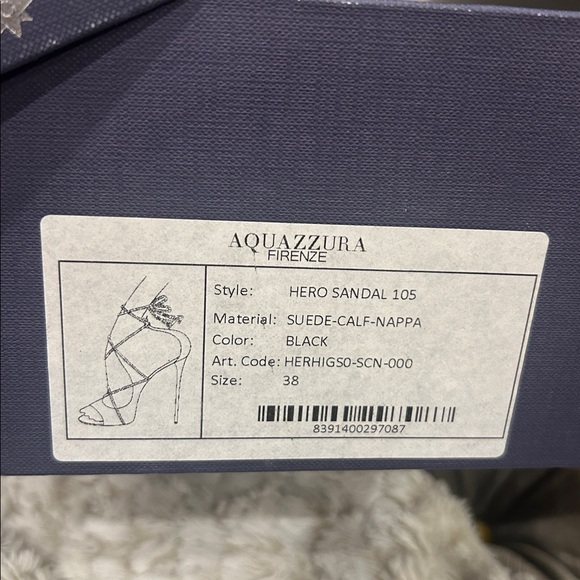 AQUAZZURA
FIRENZE
Style: HERO SANDAL 105
Material: SUEDE-CALF-NAPPA
Color: BLACK
Art. Code: HERHIGS0-SCN-000
Size: 38
8391400297087